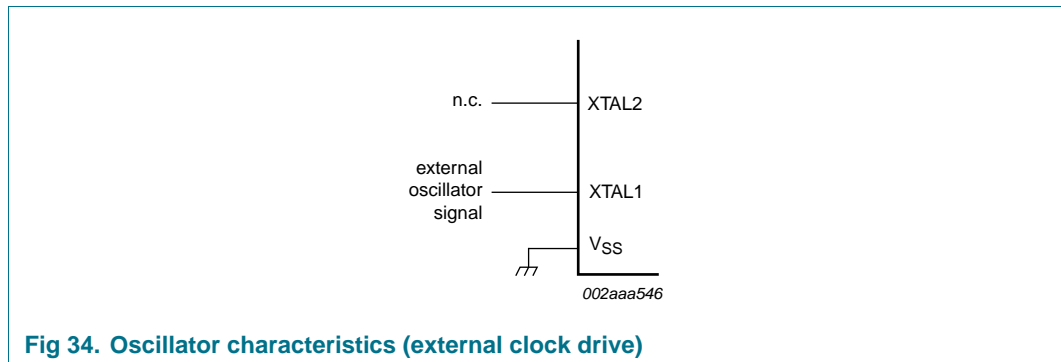 n.c.
XTAL2
external
oscillator
signal
XTAL1
VSS
002aaa546
Fig 34. Oscillator characteristics (external clock drive)